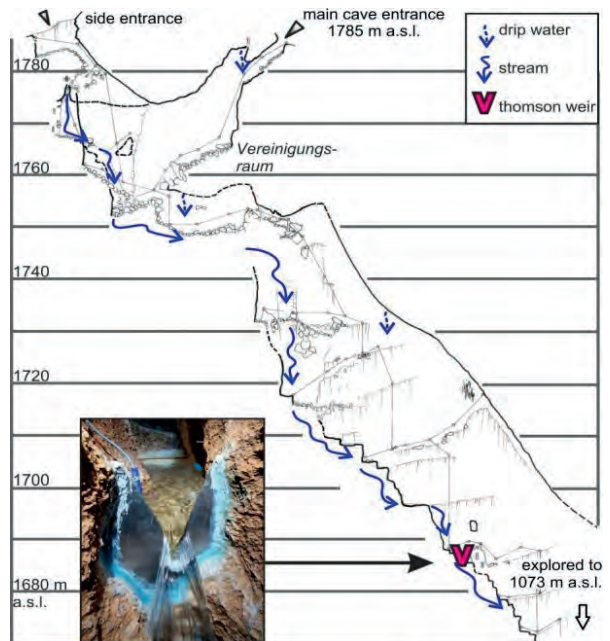 side entrance
main cave entrance
1785 m a.s.l.
drip water
stream
V thomson weir
1780
Vereinigungs-
raum
1760
1740
1720
1700
V
explored to
1073 m a.s.l.
1680 m
a.s.l.